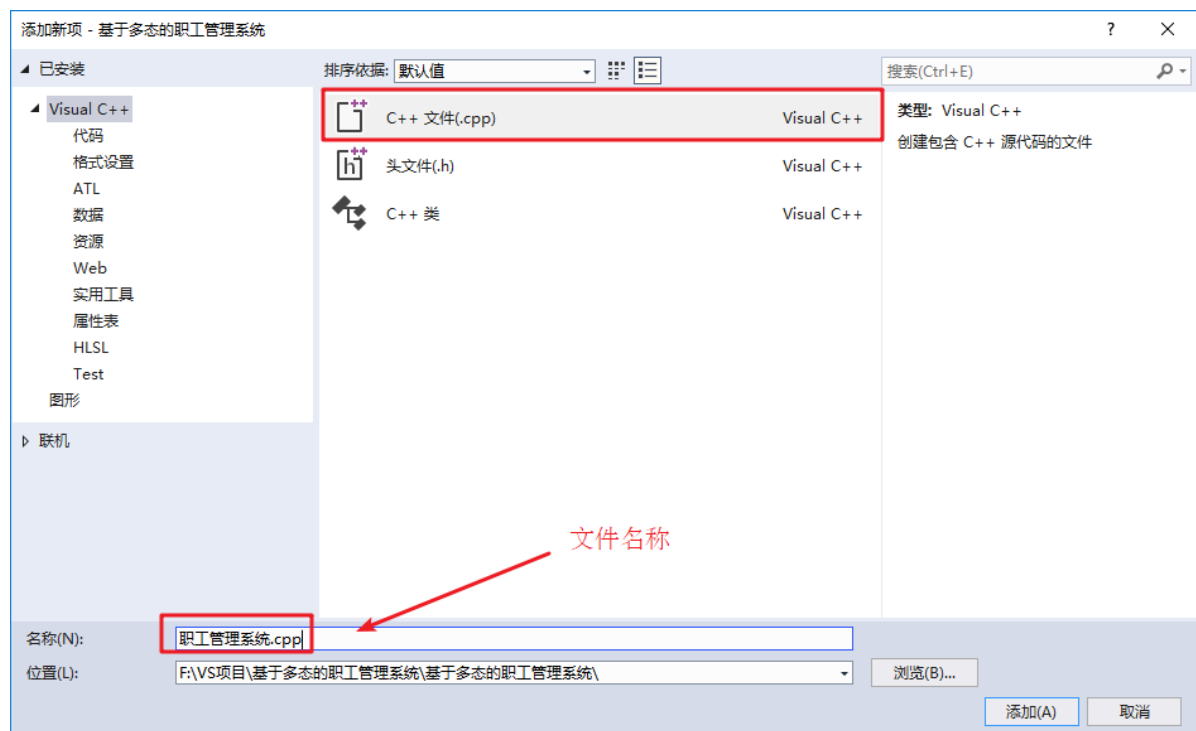 添加新项 - 基于多态的职工管理系统
? ×
已安装
排序依据: 默认值
搜索(Ctrl+E)
Visual C++
代码
格式设置
ATL
数据
资源
Web
实用工具
属性表
HLSL
Test
图形
联机
C++ 文件(.cpp) Visual C++
头文件(.h) Visual C++
C++ 类 Visual C++
类型: Visual C++
创建包含 C++ 源代码的文件
文件名称
名称(N): 职工管理系统.cpp
位置(L): F:\VS项目\基于多态的职工管理系统\基于多态的职工管理系统\
浏览(B)...
添加(A) 取消